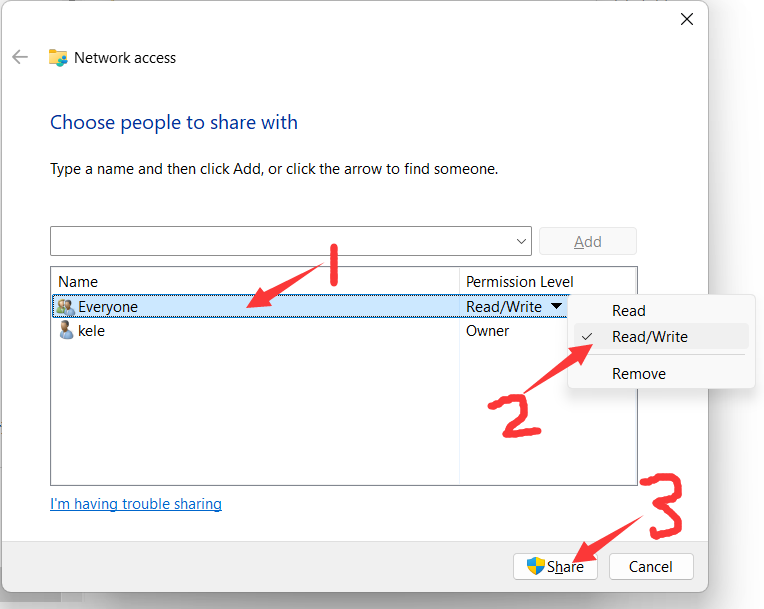 Network access
Choose people to share with
Type a name and then click Add, or click the arrow to find someone.
Add
1
Name Permission Level
Everyone Read/Write
kele Owner
Read
Read/Write
Remove
2
I'm having trouble sharing
3
Share Cancel